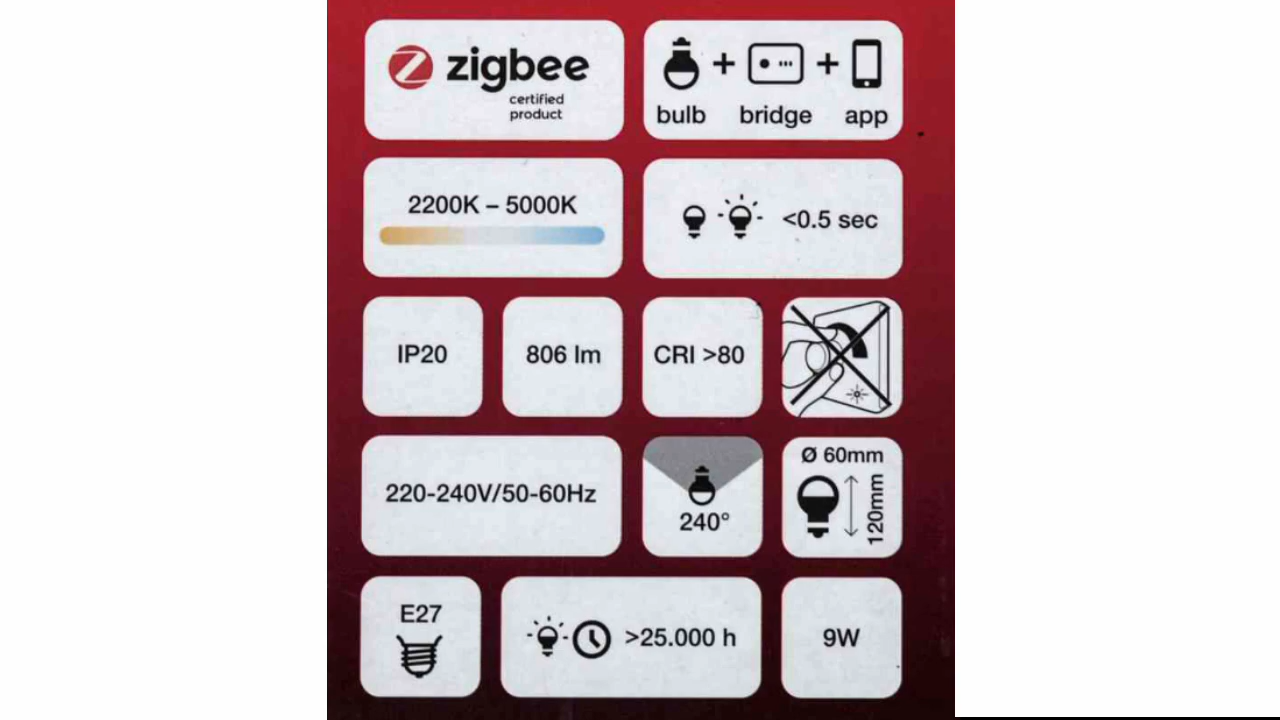 zigbee
certified
product
bulb + bridge + app
2200K – 5000K
<0.5 sec
IP20
806 lm
CRI >80
220-240V/50-60Hz
240°
Ø 60mm
120mm
E27
>25.000 h
9W